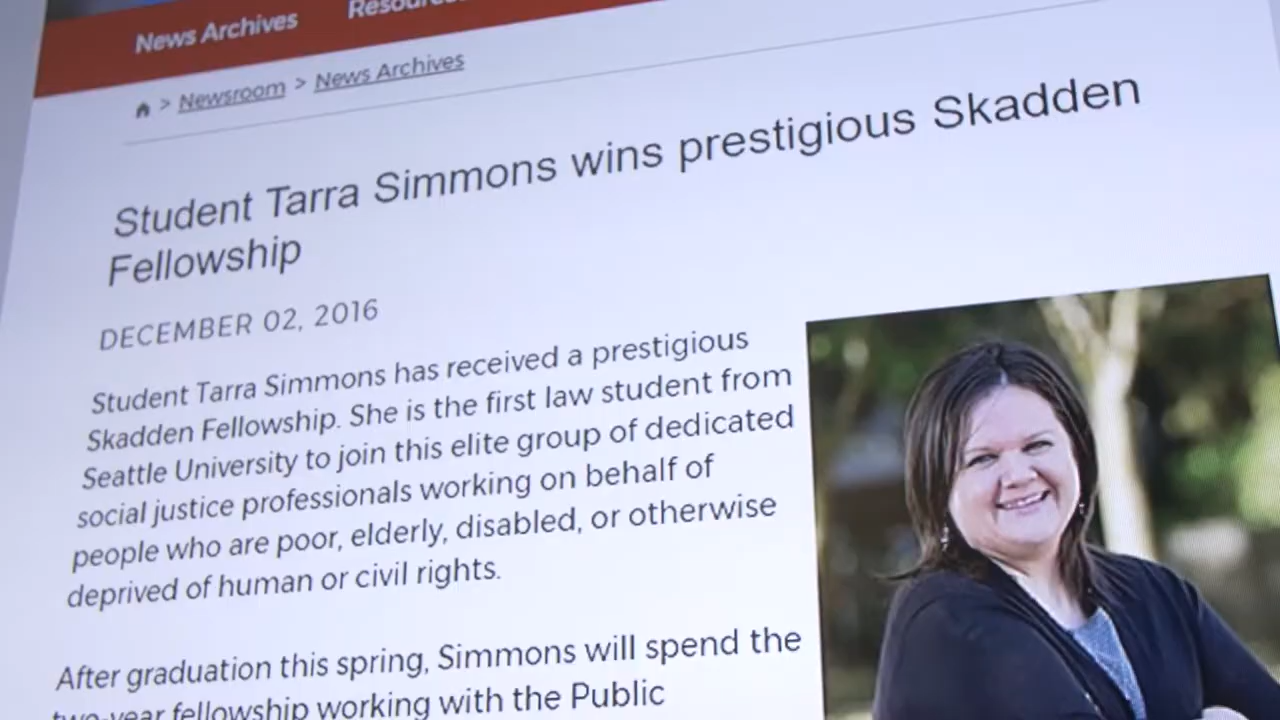 News Archives
> Newsroom > News Archives
Student Tarra Simmons wins prestigious Skadden
Fellowship
DECEMBER 02, 2016
Student Tarra Simmons has received a prestigious
Skadden Fellowship. She is the first law student from
Seattle University to join this elite group of dedicated
social justice professionals working on behalf of
people who are poor, elderly, disabled, or otherwise
deprived of human or civil rights.
After graduation this spring, Simmons will spend the
two-year fellowship working with the Public